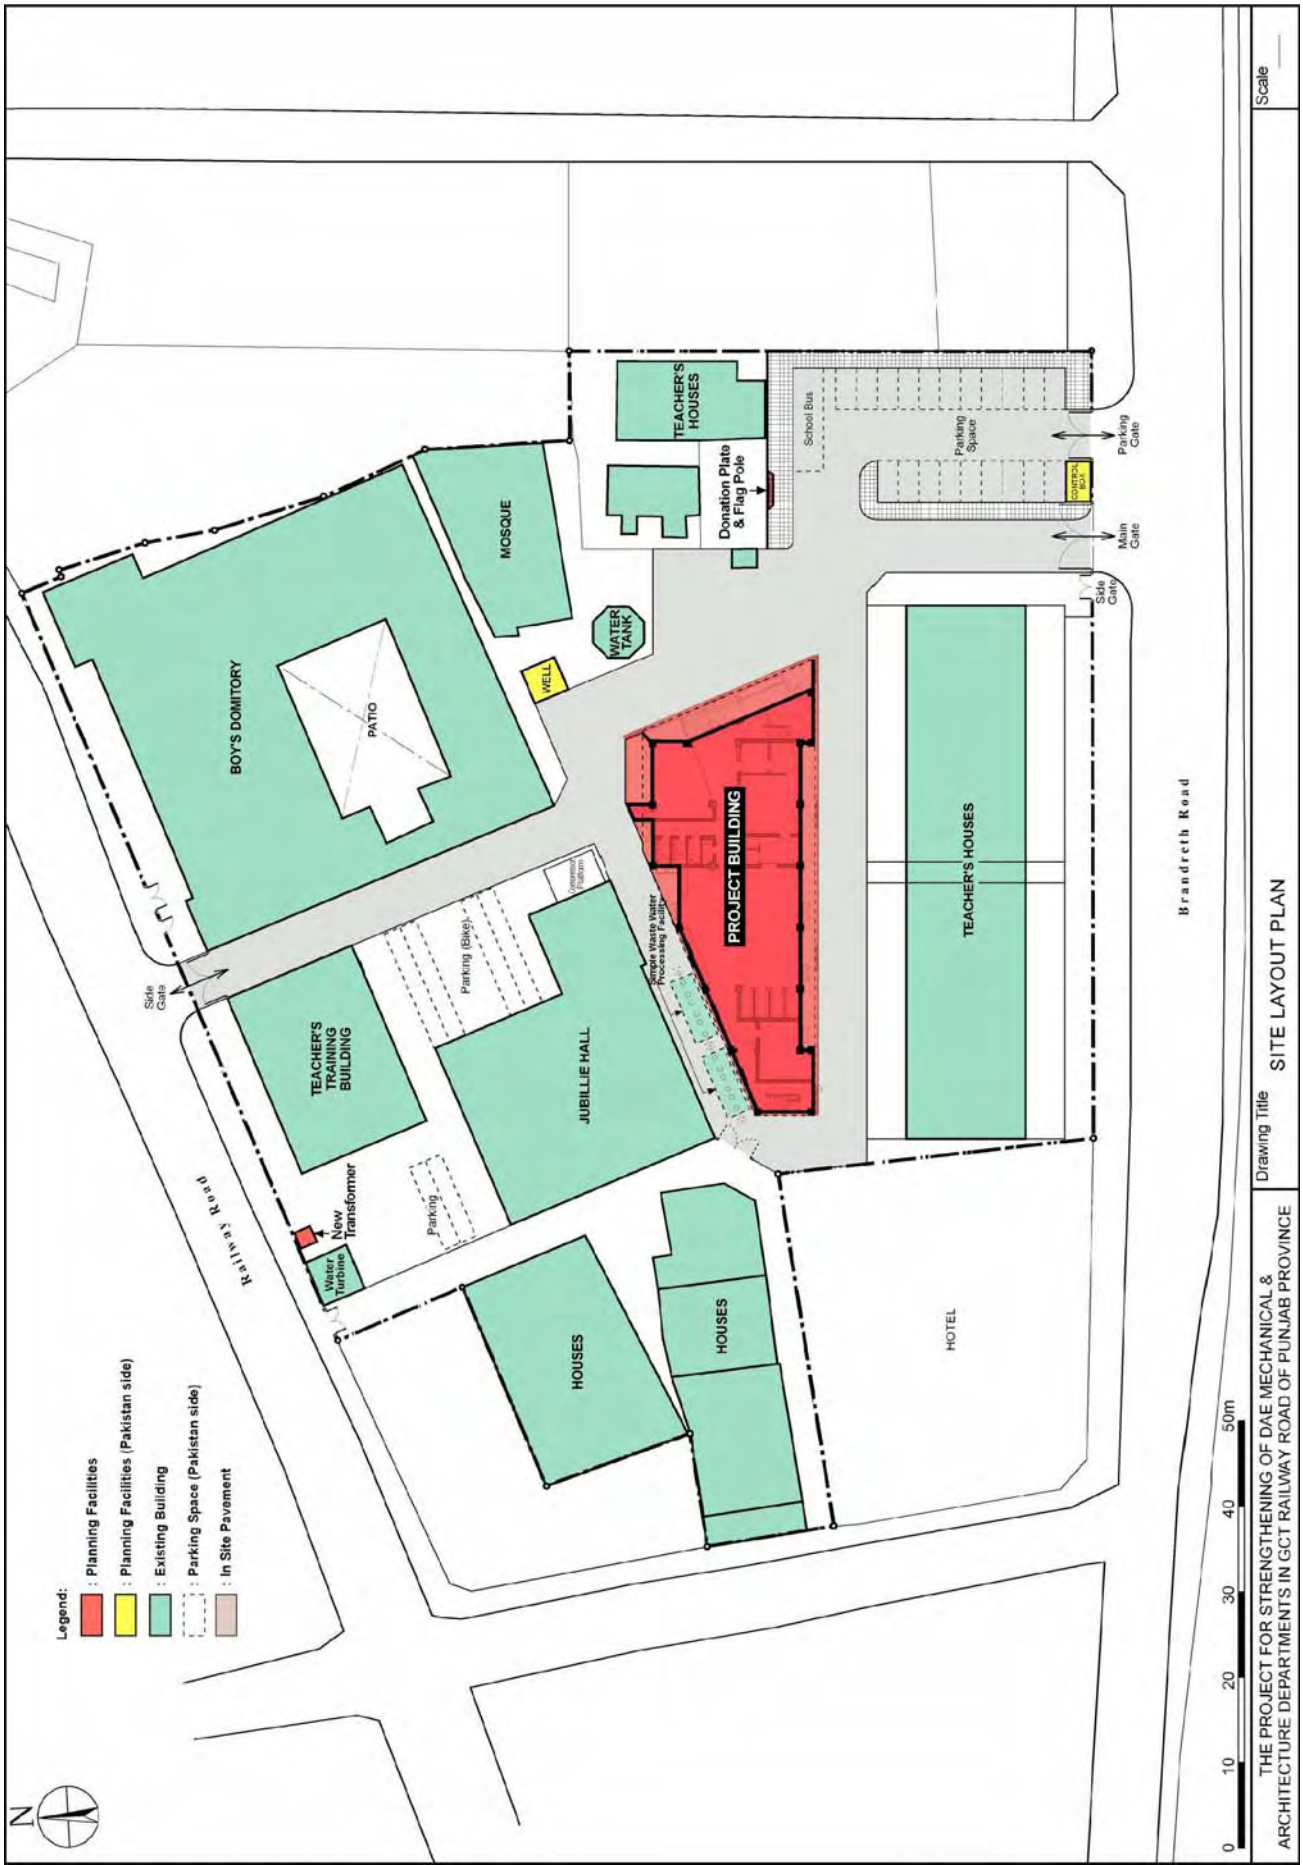 N
Legend:
: Planning Facilities
: Planning Facilities (Pakistan side)
: Existing Building
: Parking Space (Pakistan side)
: In Site Pavement
Railway Road
Side
Gate
New
Transformer
Water
Turbine
Parking
TEACHER'S
TRAINING
BUILDING
Parking (Bike)
BOY'S DOMITORY
PATIO
MOSQUE
WELL
WATER
TANK
TEACHER'S
HOUSES
Donation Plate
& Flag Pole
School Bus
Parking
Space
CONTROL
BOX
Parking
Gate
Main
Gate
Side
Gate
JUBILLIE HALL
Platform
Simple Waste Water
Processing Facility
PROJECT BUILDING
HOUSES
HOUSES
HOTEL
TEACHER'S HOUSES
Brandreth Road
0 10 20 30 40 50m
THE PROJECT FOR STRENGTHENING OF DAE MECHANICAL &
ARCHITECTURE DEPARTMENTS IN GCT RAILWAY ROAD OF PUNJAB PROVINCE
Drawing Title
SITE LAYOUT PLAN
Scale